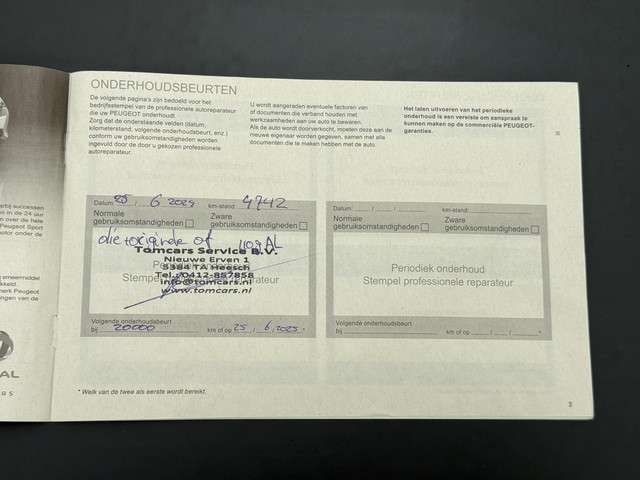 ONDERHOUDSBEURTEN
De volgende pagina's zijn bedoeld voor het
bedrijfsstempel van de professionele autoreparateur
die uw PEUGEOT onderhoudt.
Zorg dat de onderstaande velden (datum,
kilometerstand, volgende onderhoudsbeurt, enz.)
conform uw gebruiksomstandigheden worden
ingevuld door de door u gekozen professionele
autoreparateur.
U wordt aangeraden eventuele facturen van
of documenten die verband houden met
werkzaamheden aan uw auto te bewaren.
Als de auto wordt doorverkocht, moeten deze aan de
nieuwe eigenaar worden gegeven, samen met alle
documenten die te maken hebben met de auto.
Het laten uitvoeren van het periodieke
onderhoud is een vereiste om aanspraak te
kunnen maken op de commerciële PEUGEOT-
garanties.
Datum 25 / 6 2024 km-stand: 4742
Normale
gebruiksomstandigheden
Zware
gebruiksomstandigheden
Tomcars Service B.V.
Nieuwe Erven 1
5384 TA Heesch
Tel.: 0412-857858
info@tomcars.nl
www.tomcars.nl
Volgende onderhoudsbeurt
bij 20000 km of op 25 / 6 2025 *
Datum: / / km-stand:
Normale
gebruiksomstandigheden
Zware
gebruiksomstandigheden
Periodiek onderhoud
Stempel professionele reparateur
Volgende onderhoudsbeurt
bij km of op / / *
* Welk van de twee als eerste wordt bereikt.
3